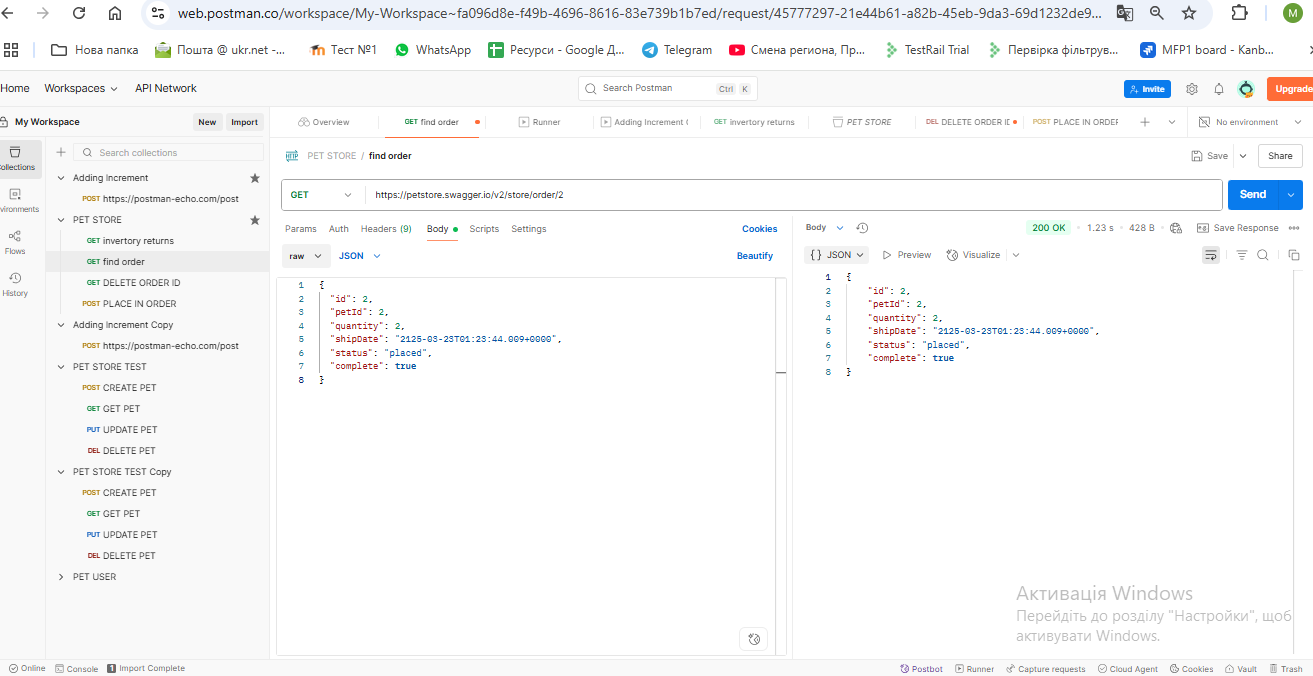 web.postman.co/workspace/My-Workspace~fa096d8e-f49b-4696-8616-83e739b1b7ed/request/45777297-21e44b61-a82b-45eb-9da3-69d1232de9...
M
Нова папка
Пошта @ ukr.net -...
Тест №1
WhatsApp
Ресурси - Google Д...
Telegram
Смена региона, Пр...
TestRail Trial
Первірка фільтрув...
MFP1 board - Kanb...
Home
Workspaces
API Network
Search Postman
Ctrl
K
Invite
Upgrade
My Workspace
New
Import
Overview
GET find order
Runner
Adding Increment (
GET invertory returns
PET STORE
DEL DELETE ORDER ID
POST PLACE IN ORDER
No environment
Collections
Environments
Flows
History
Search collections
Adding Increment
POST https://postman-echo.com/post
PET STORE
GET invertory returns
GET find order
GET DELETE ORDER ID
POST PLACE IN ORDER
Adding Increment Copy
POST https://postman-echo.com/post
PET STORE TEST
POST CREATE PET
GET GET PET
PUT UPDATE PET
DEL DELETE PET
PET STORE TEST Copy
POST CREATE PET
GET GET PET
PUT UPDATE PET
DEL DELETE PET
PET USER
HTTP PET STORE / find order
Save
Share
GET
https://petstore.swagger.io/v2/store/order/2
Send
Params
Auth
Headers (9)
Body
Scripts
Settings
Cookies
raw
JSON
Beautify
1 {
2 "id": 2,
3 "petId": 2,
4 "quantity": 2,
5 "shipDate": "2125-03-23T01:23:44.009+0000",
6 "status": "placed",
7 "complete": true
8 }
Body
200 OK
1.23 s
428 B
Save Response
{} JSON
Preview
Visualize
1 {
2 "id": 2,
3 "petId": 2,
4 "quantity": 2,
5 "shipDate": "2125-03-23T01:23:44.009+0000",
6 "status": "placed",
7 "complete": true
8 }
Активація Windows
Перейдіть до розділу "Настройки", щоб
активувати Windows.
Online
Console
1 Import Complete
Postbot
Runner
Capture requests
Cloud Agent
Cookies
Vault
Trash